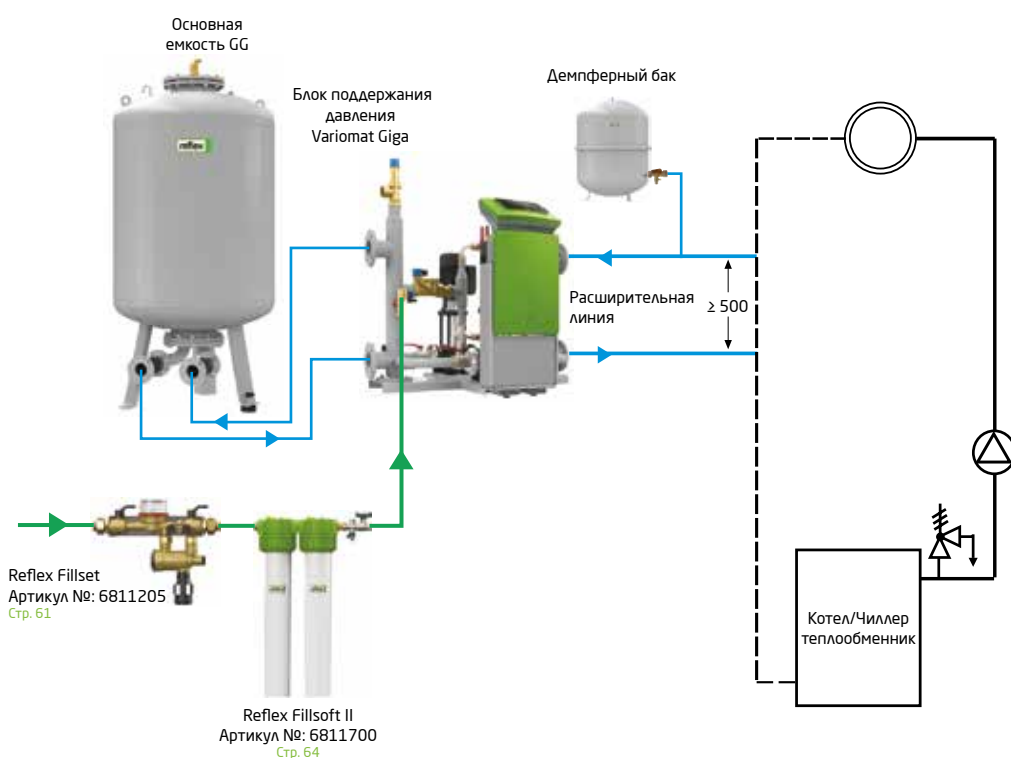 Основная
емкость GG
Блок поддержания
давления
Variomat Giga
Демпферный бак
reflex
Расширительная
линия
≥ 500
Reflex Fillset
Артикул №: 6811205
Стр. 61
Котел/Чиллер
теплообменник
Reflex Fillsoft II
Артикул №: 6811700
Стр. 64